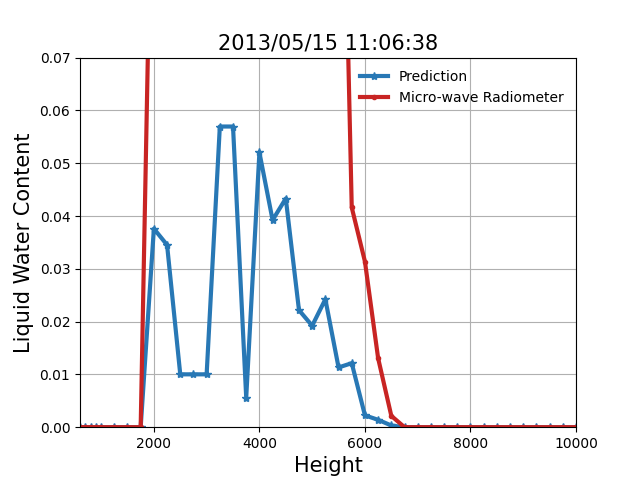 2013/05/15 11:06:38
0.07
0.06
0.05
0.04
0.03
0.02
0.01
0.00
Liquid Water Content
Prediction
Micro-wave Radiometer
2000 4000 6000 8000 10000
Height